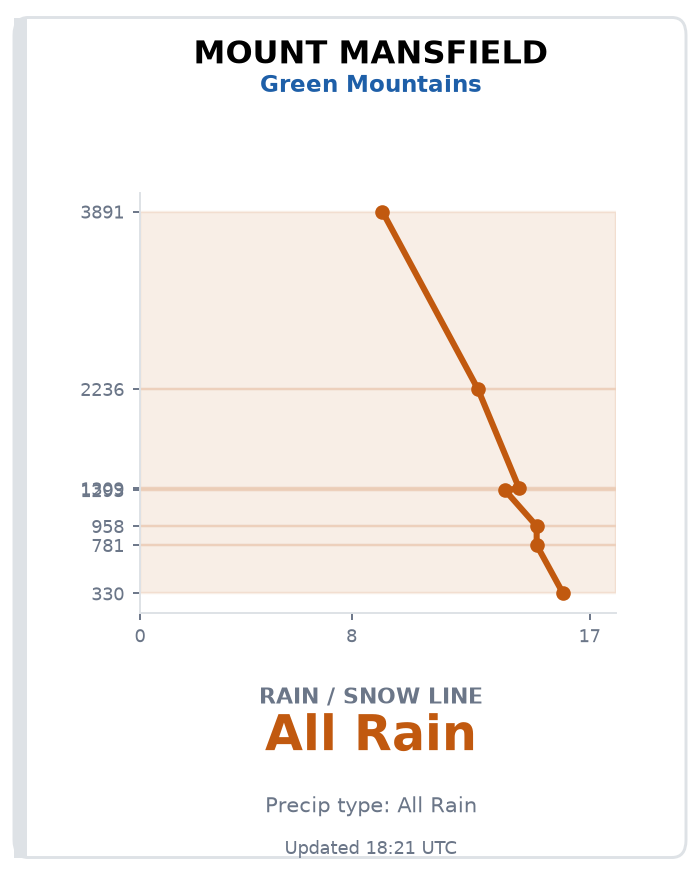 MOUNT MANSFIELD
Green Mountains
3891
2236
958
781
330
0 8 17
RAIN / SNOW LINE
All Rain
Precip type: All Rain
Updated 18:21 UTC